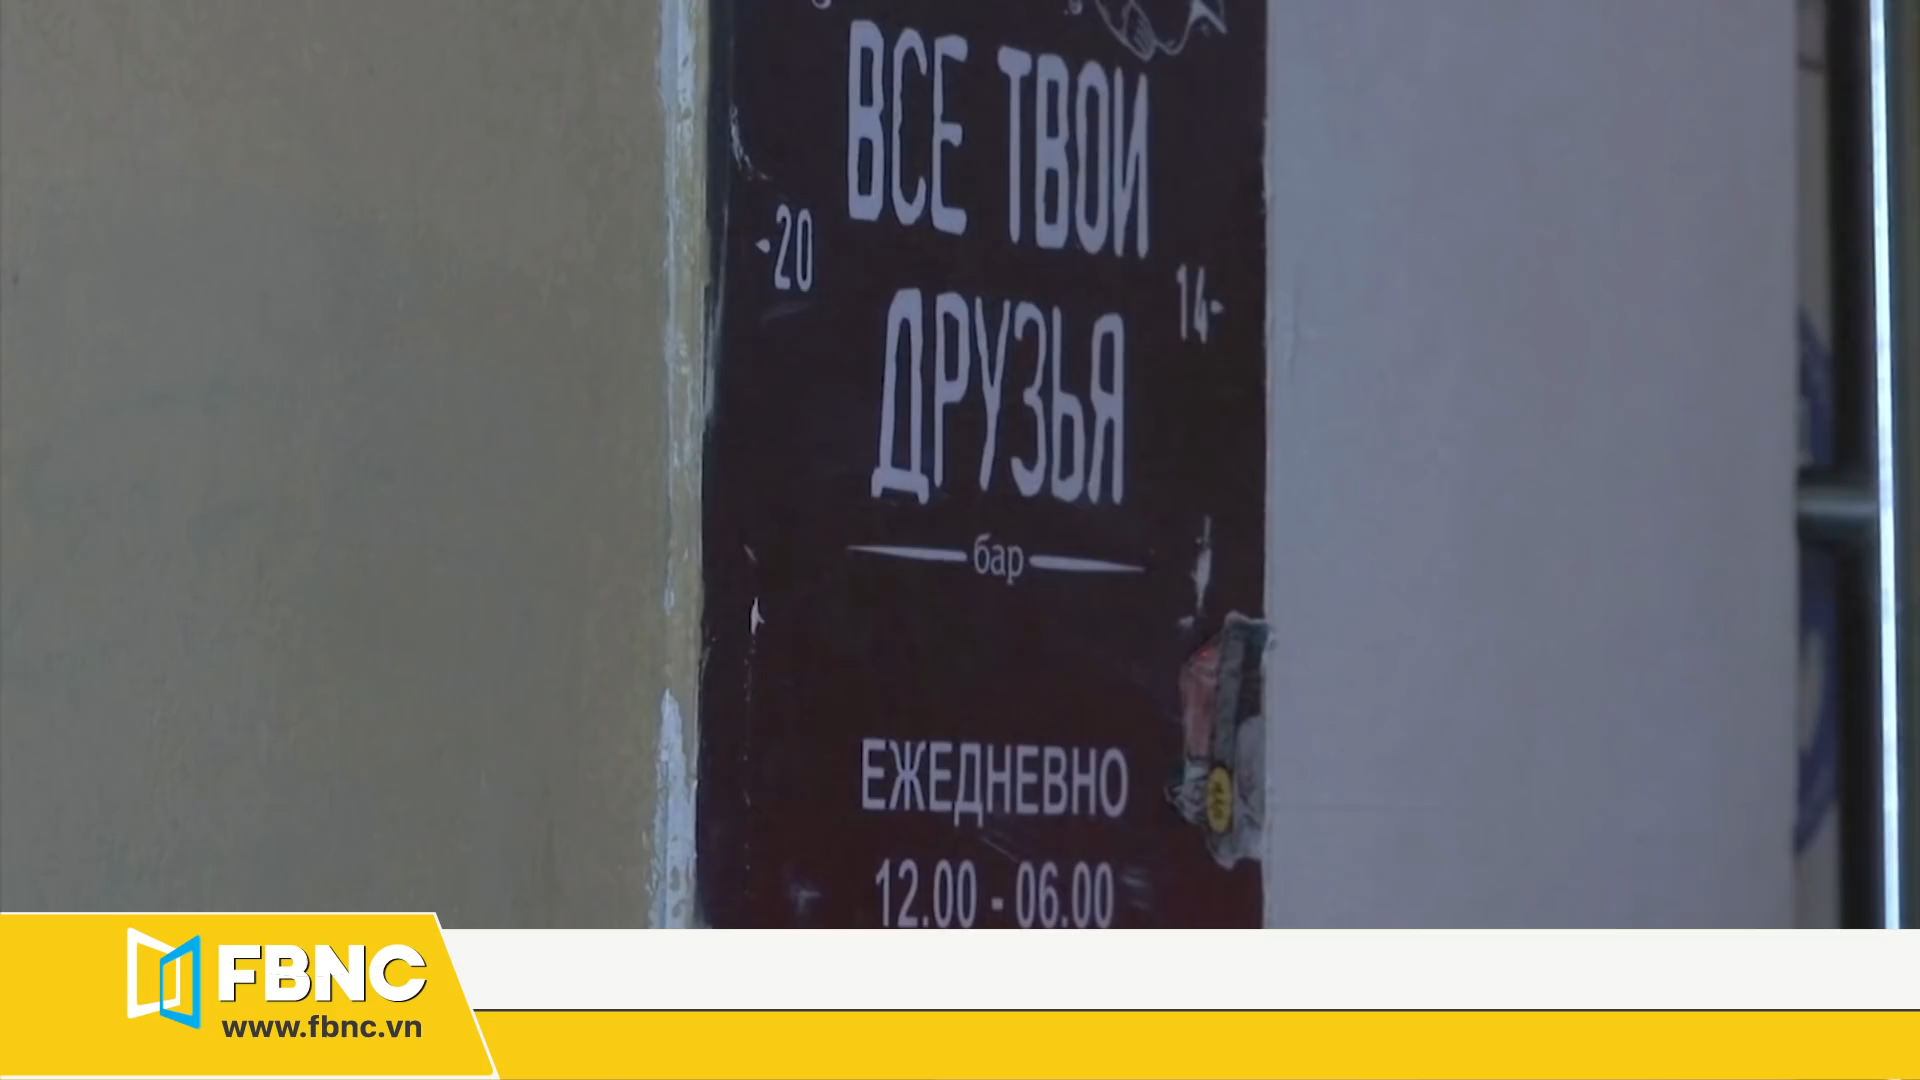 ВСЕ ТВОИ
-20
14-
ДРУЗЬЯ
бар
ЕЖЕДНЕВНО
12.00 - 06.00
FBNC
www.fbnc.vn